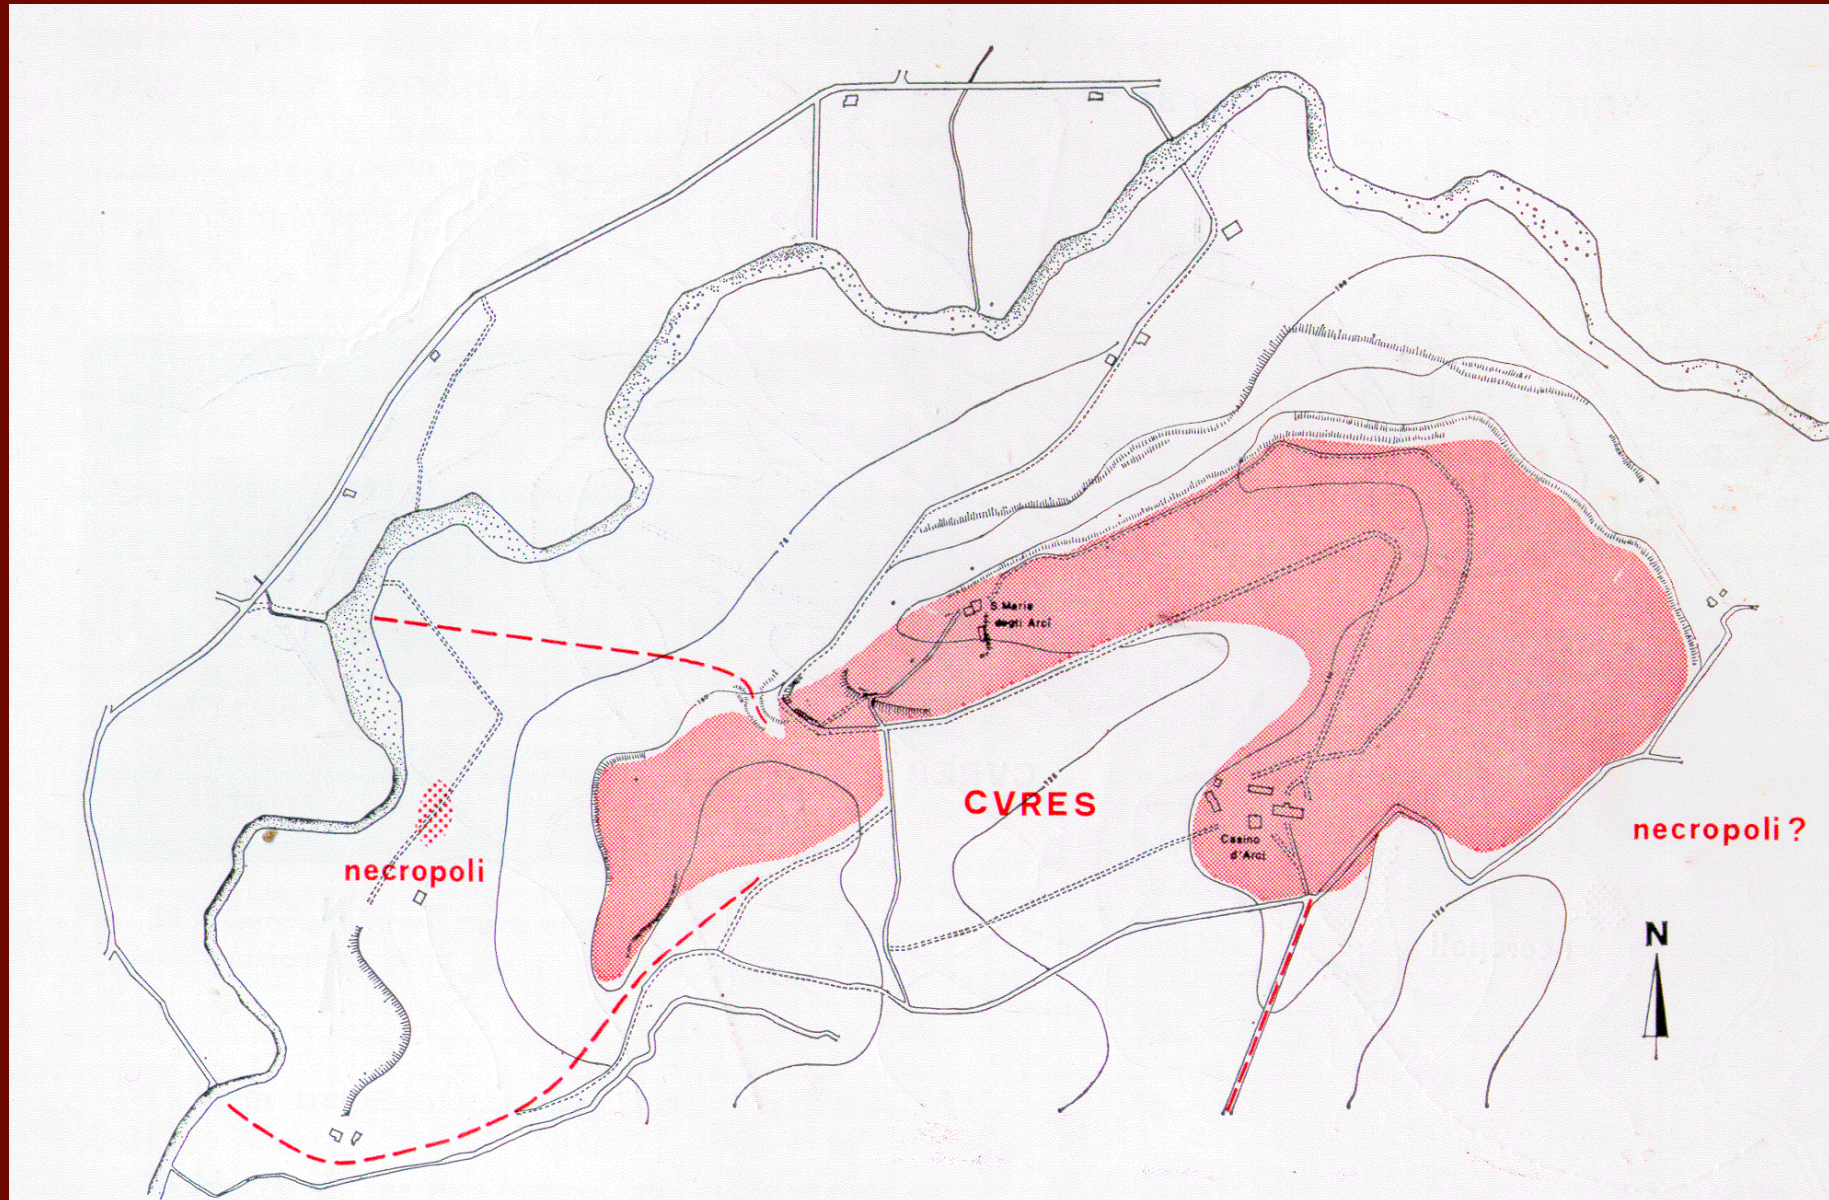 S. Maria
degli Arci
CVRES
Casino
d'Arci
necropoli
necropoli ?
N